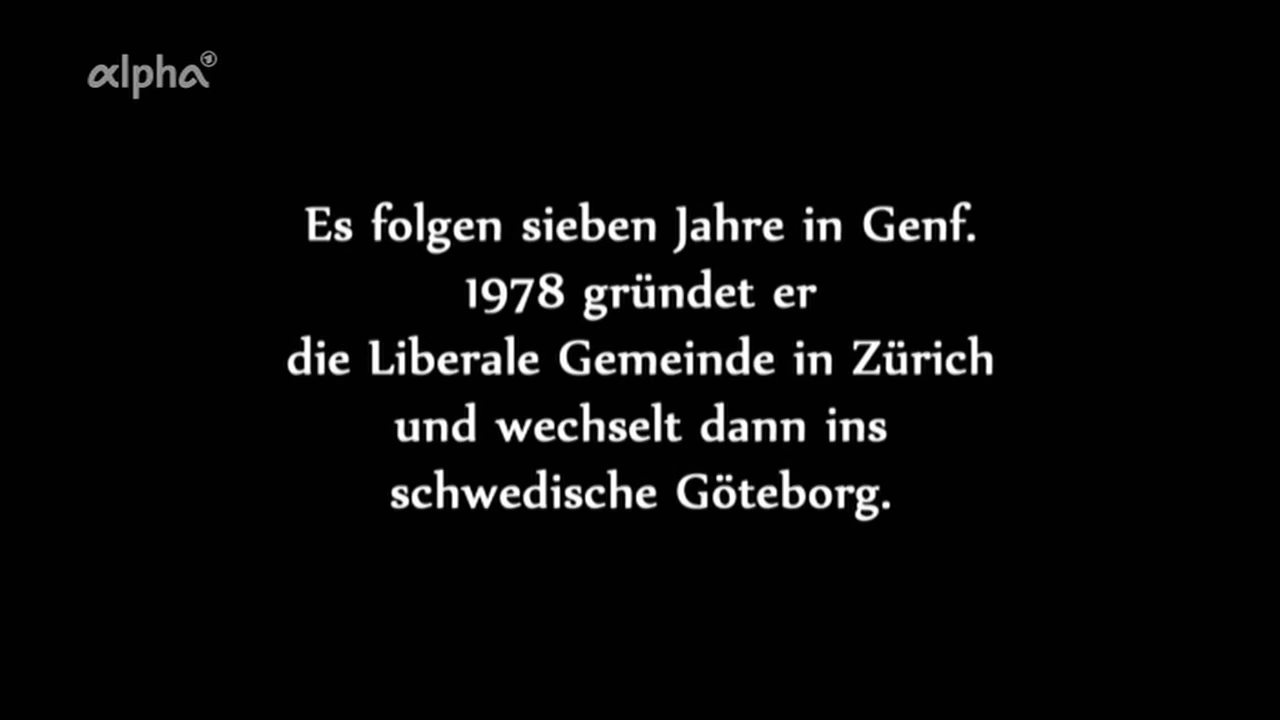 alpha
Es folgen sieben Jahre in Genf.
1978 gründet er
die Liberale Gemeinde in Zürich
und wechselt dann ins
schwedische Göteborg.